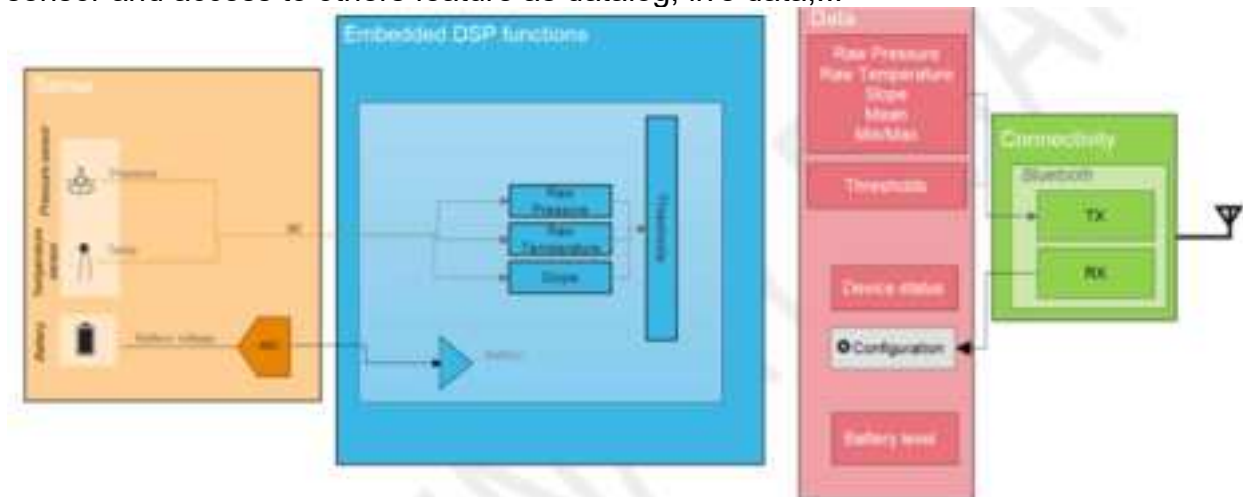 sensor and access to others feature as datalog, live data,...
Embedded DSP functions
Data
Raw Pressure
Raw Temperature
Slope
Mean
Min/Max
Sense
Connectivity
Pressure sensor
Pressure
Bluetooth
Thresholds
Raw
Pressure
TX
Temperature
sensor
Temp
Raw
Temperature
Thresholds
RX
Slope
Device status
Battery
Battery voltage
ADC
Battery
Configuration
Battery level